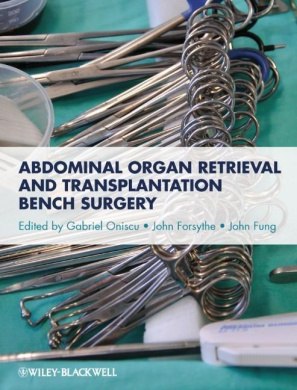 ABDOMINAL ORGAN RETRIEVAL
AND TRANSPLANTATION
BENCH SURGERY
Edited by Gabriel Oniscu • John Forsythe • John Fung
WILEY-BLACKWELL